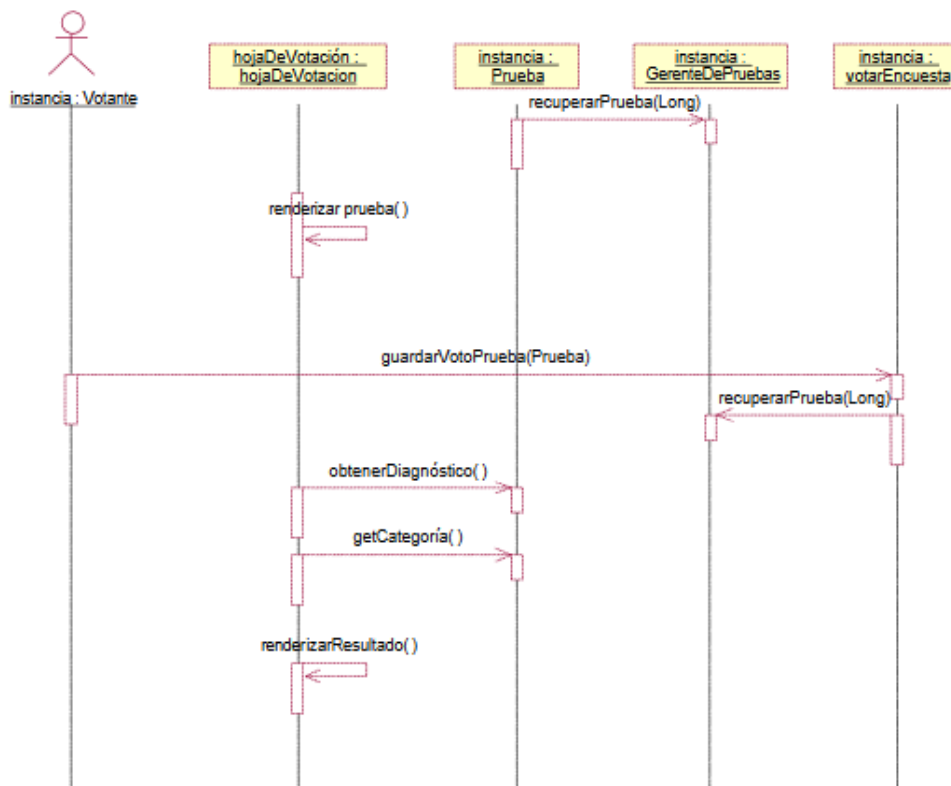 instancia : Votante
hojaDeVotación :
hojaDeVotacion
instancia :
Prueba
instancia :
GerenteDePruebas
instancia :
votarEncuesta
recuperarPrueba(Long)
renderizar prueba( )
guardarVotoPrueba(Prueba)
recuperarPrueba(Long)
obtenerDiagnóstico( )
getCategoría( )
renderizarResultado( )